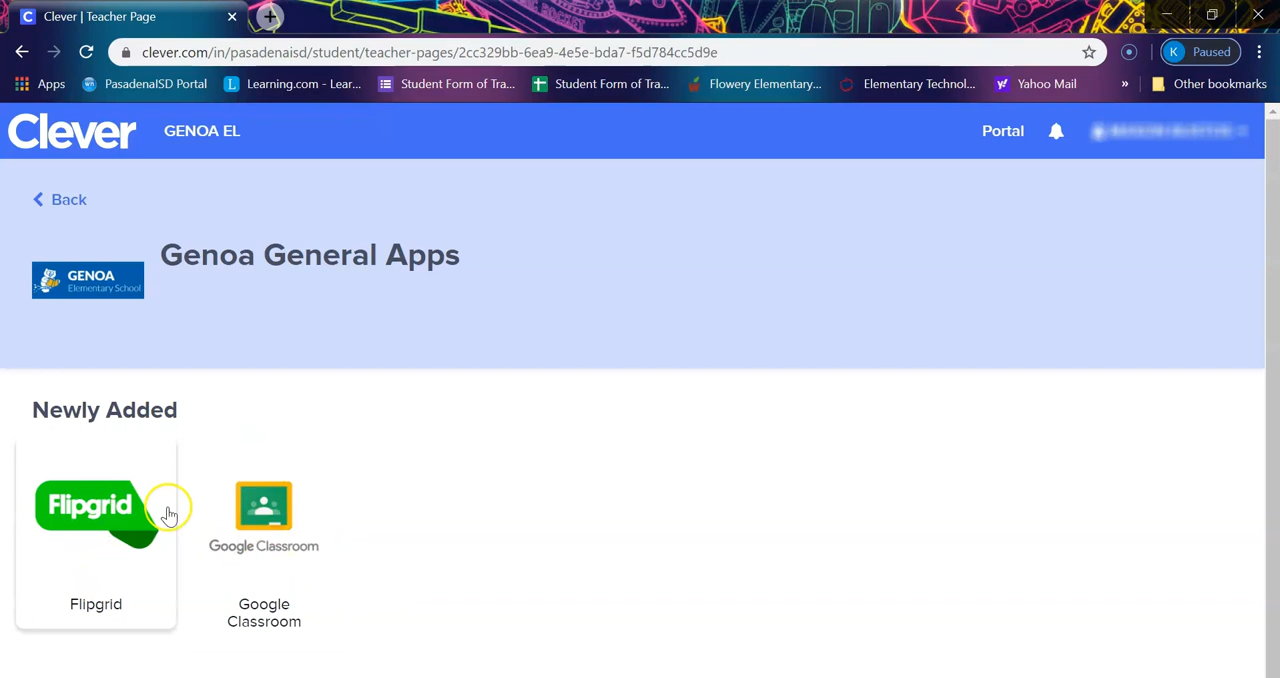 C Clever | Teacher Page
clever.com/in/pasadenaisd/student/teacher-pages/2cc329bb-6ea9-4e5e-bda7-f5d784cc5d9e
K Paused
Apps PasadenaISD Portal L Learning.com - Lear... Student Form of Tra... Student Form of Tra... Flowery Elementary... Elementary Technol... Yahoo Mail » Other bookmarks
Clever GENOA EL Portal
Back
Genoa General Apps
GENOA
Elementary School
Newly Added
Flipgrid
Google Classroom
Flipgrid
Google
Classroom